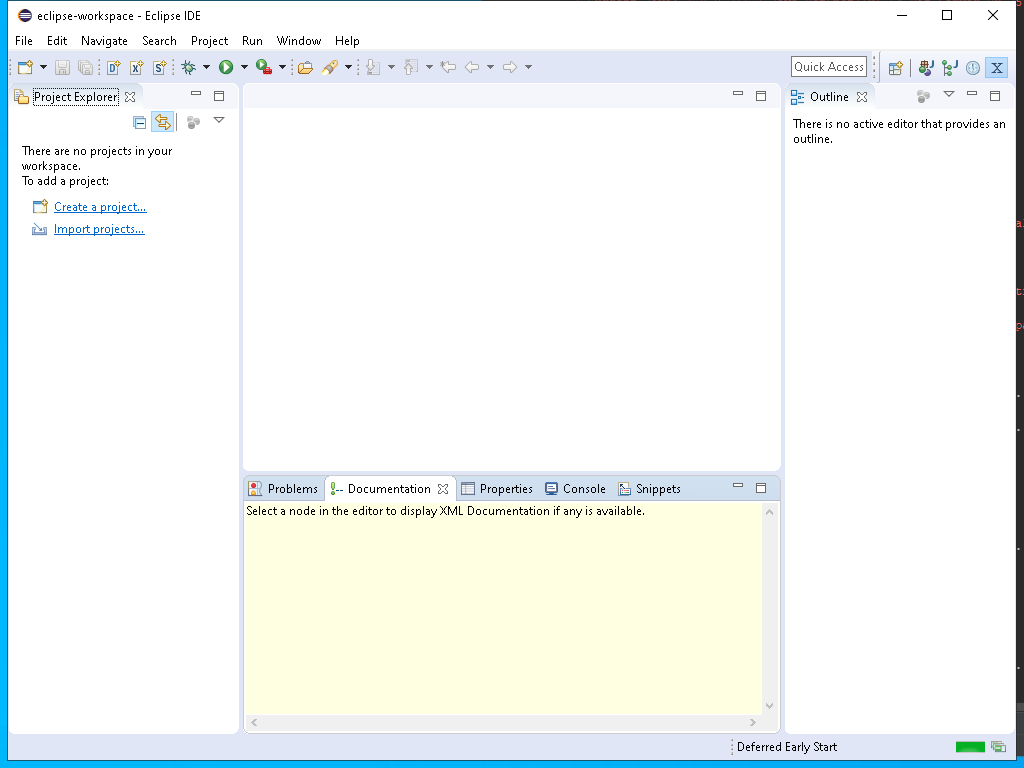 eclipse-workspace - Eclipse IDE
File Edit Navigate Search Project Run Window Help
Quick Access
Project Explorer
There are no projects in your
workspace.
To add a project:
Create a project...
Import projects...
Outline
There is no active editor that provides an
outline.
Problems Documentation Properties Console Snippets
Select a node in the editor to display XML Documentation if any is available.
Deferred Early Start